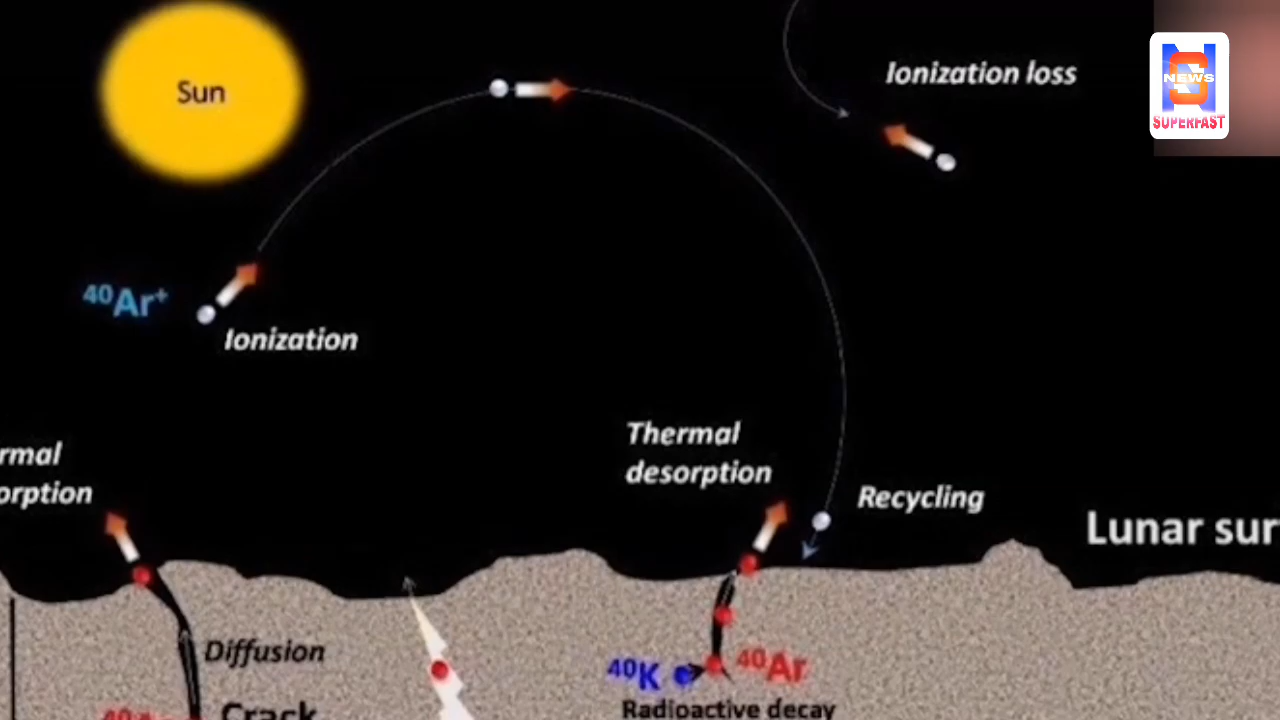 Sun
Ionization loss
NEWS
SUPERFAST
⁴⁰Ar⁺
Ionization
rmal
orption
Thermal
desorption
Recycling
Lunar sur
Diffusion
⁴⁰K
⁴⁰Ar
Crack
Radioactive decay